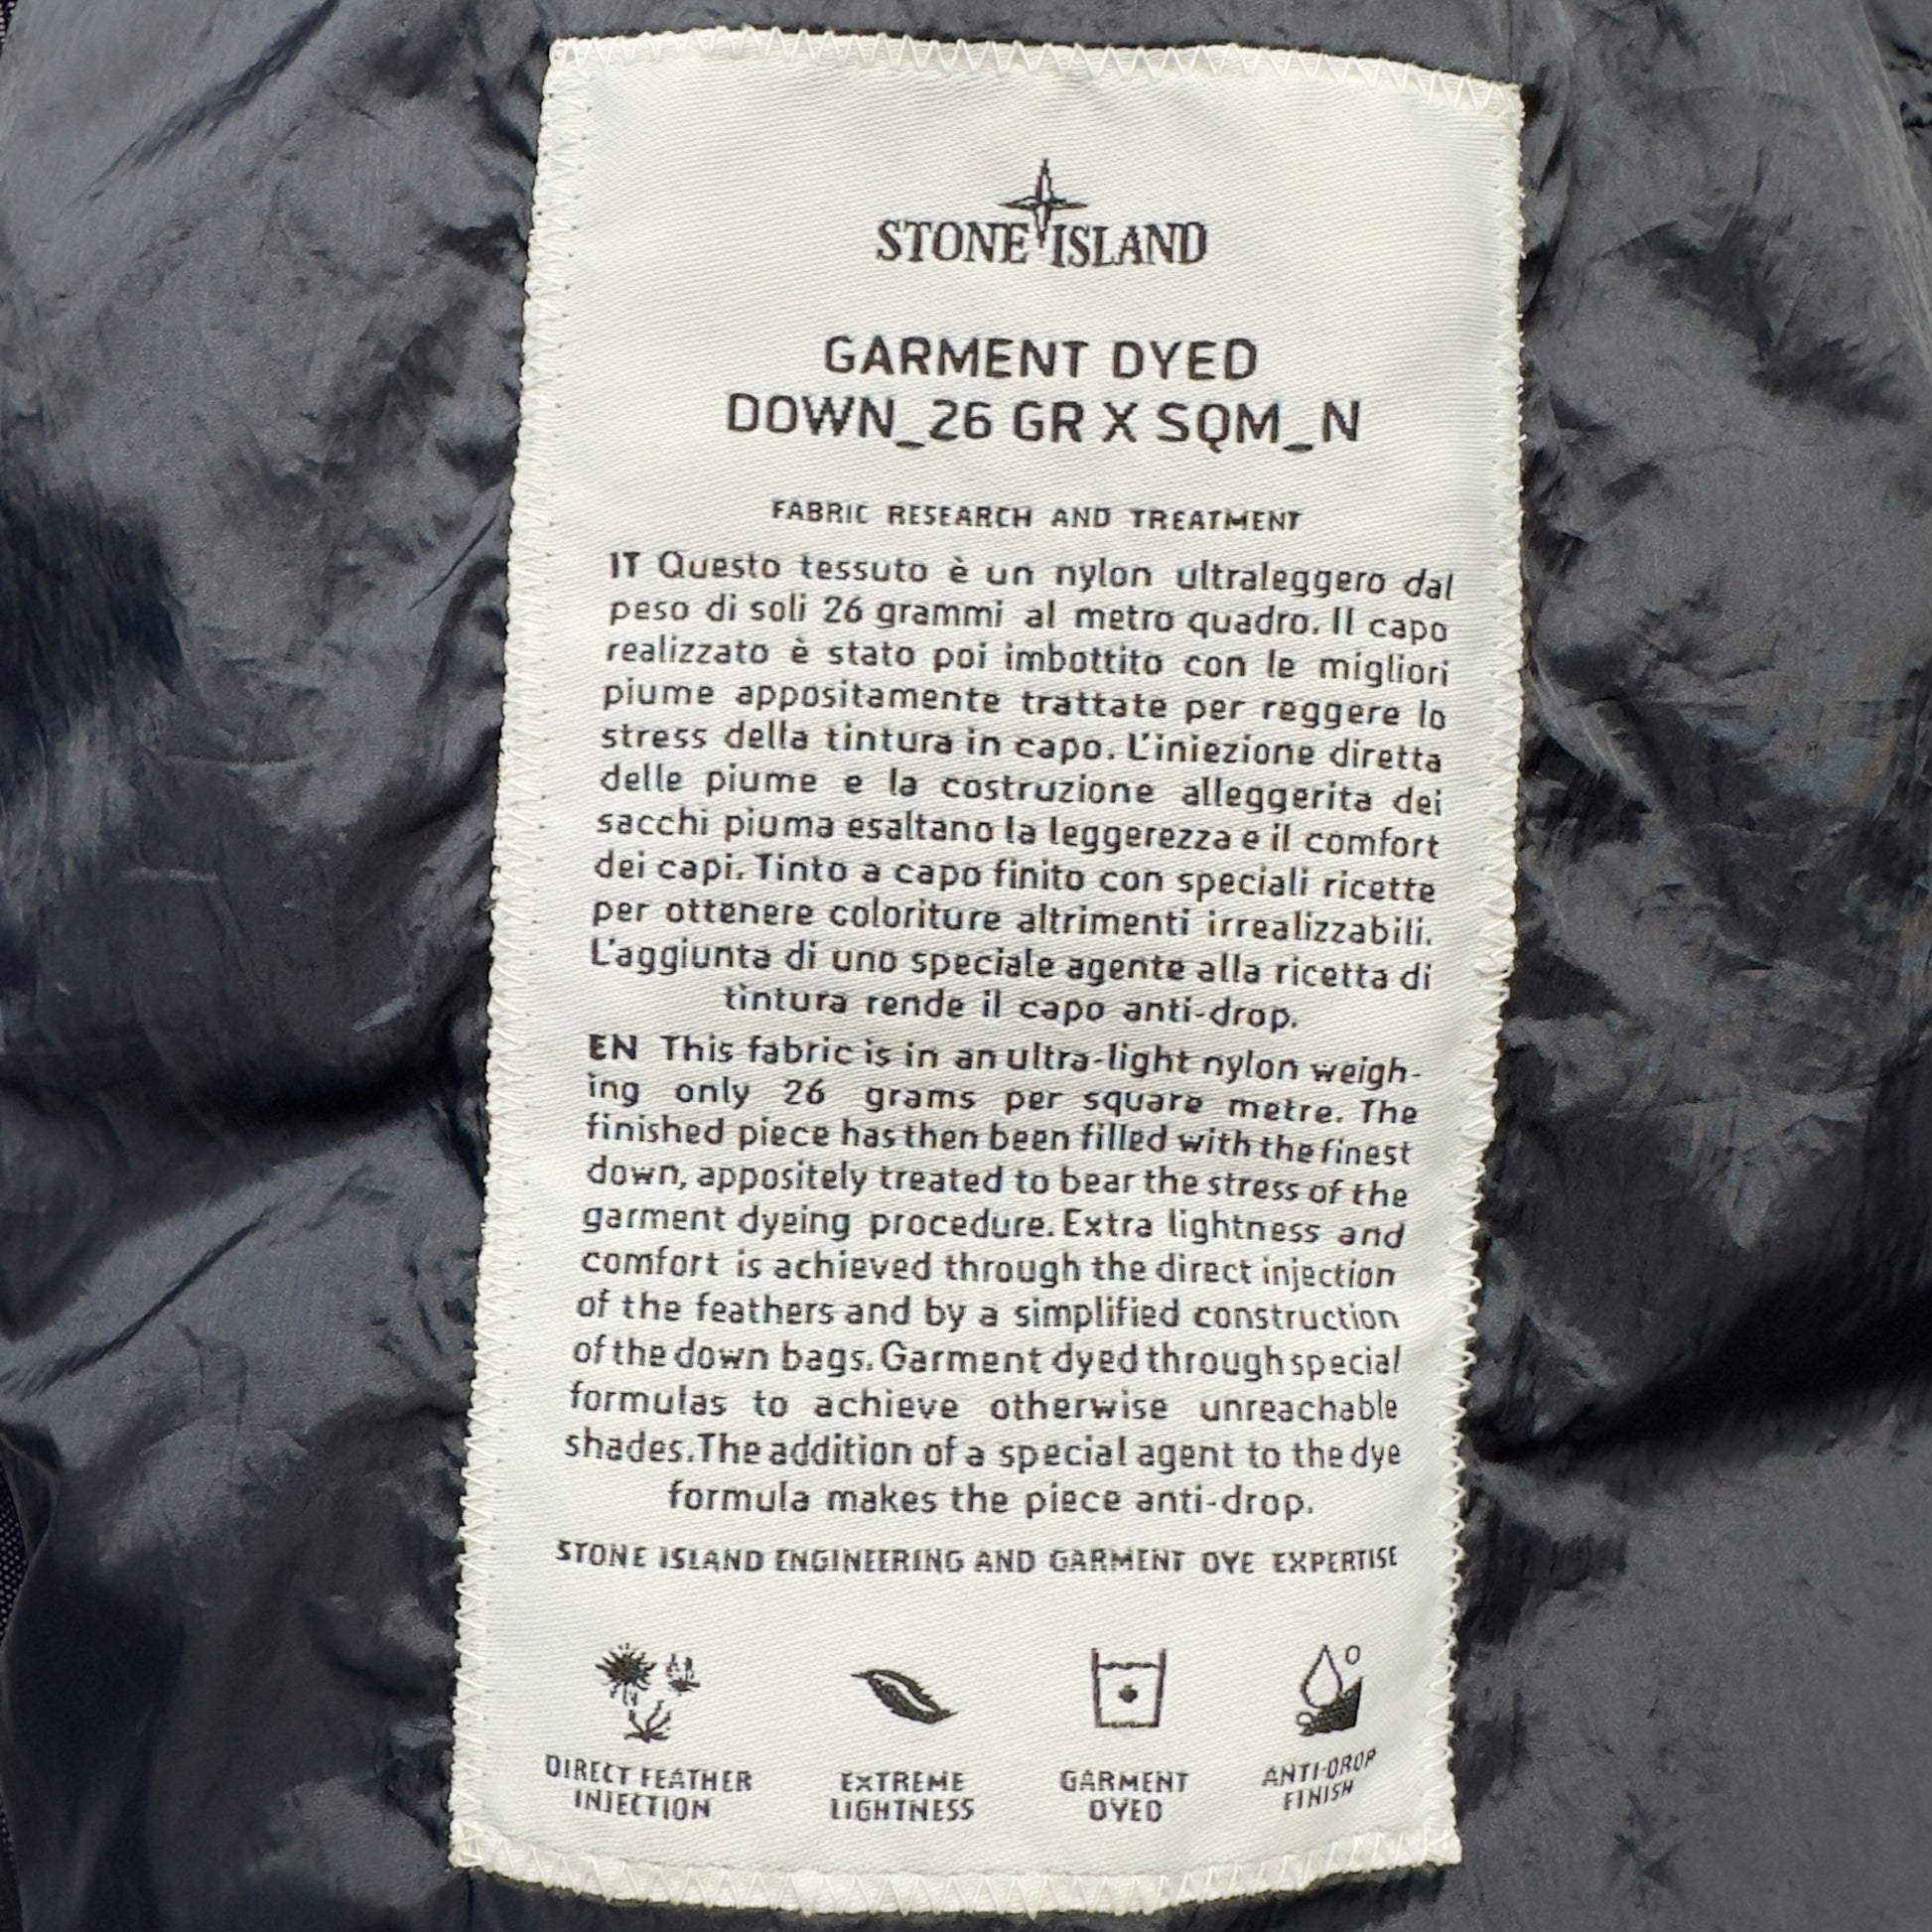 STONE ISLAND
GARMENT DYED
DOWN_26 GR X SQM_N
FABRIC RESEARCH AND TREATMENT
IT Questo tessuto è un nylon ultraleggero dal
peso di soli 26 grammi al metro quadro. Il capo
realizzato è stato poi imbottito con le migliori
piume appositamente trattate per reggere lo
stress della tintura in capo. L'iniezione diretta
delle piume e la costruzione alleggerita dei
sacchi piuma esaltano la leggerezza e il comfort
dei capi. Tinto a capo finito con speciali ricette
per ottenere coloriture altrimenti irrealizzabili.
L'aggiunta di uno speciale agente alla ricetta di
tintura rende il capo anti-drop.
EN This fabric is in an ultra-light nylon weigh-
ing only 26 grams per square metre. The
finished piece has then been filled with the finest
down, appositely treated to bear the stress of the
garment dyeing procedure. Extra lightness and
comfort is achieved through the direct injection
of the feathers and by a simplified construction
of the down bags. Garment dyed through special
formulas to achieve otherwise unreachable
shades. The addition of a special agent to the dye
formula makes the piece anti-drop.
STONE ISLAND ENGINEERING AND GARMENT DYE EXPERTISE
DIRECT FEATHER
INJECTION
EXTREME
LIGHTNESS
GARMENT
DYED
ANTI-DROP
FINISH